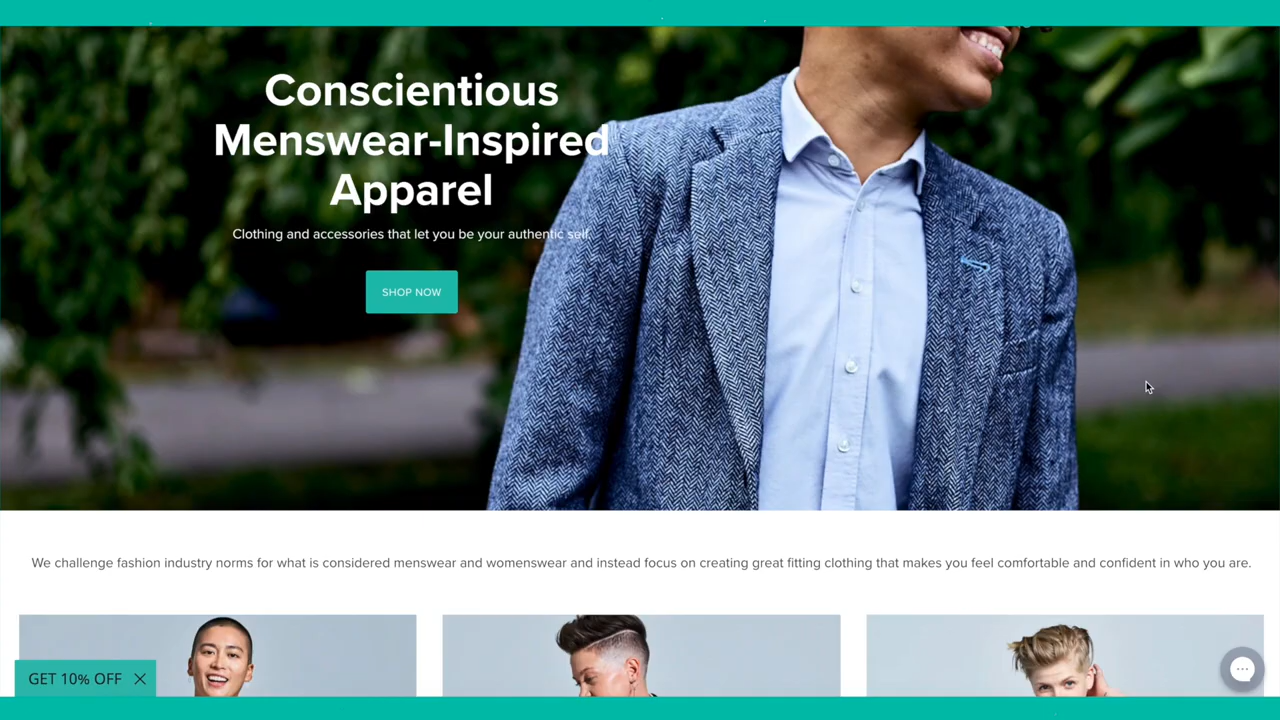 Conscientious
Menswear-Inspired
Apparel
Clothing and accessories that let you be your authentic self.
SHOP NOW
We challenge fashion industry norms for what is considered menswear and womenswear and instead focus on creating great fitting clothing that makes you feel comfortable and confident in who you are.
GET 10% OFF